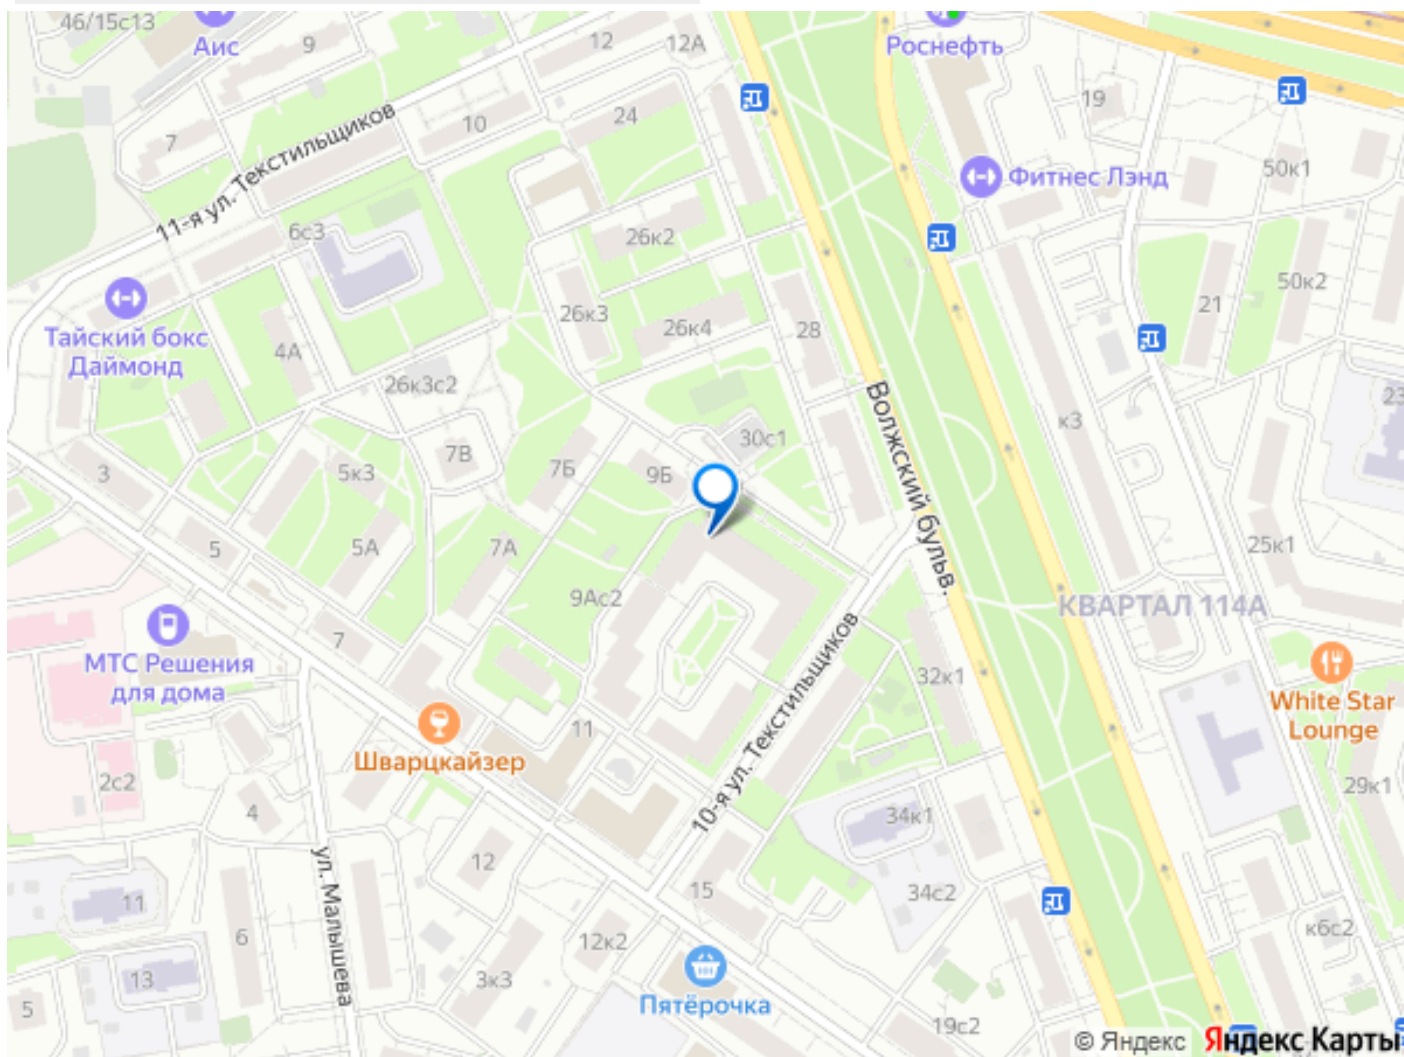 46/15с13
Аис
9
12
12А
Роснефть
19
7
10
24
11-я ул. Текстильщиков
Фитнес Лэнд
50к1
6с3
26к2
50к2
21
26к3
26к4
28
Тайский бокс
Даймонд
4А
26к3с2
Волжский бульв.
23
к3
30с1
7В
7Б
9Б
3
5к3
5
5А
7А
25к1
9Ас2
КВАРТАЛ 114А
7
МТС Решения
для дома
32к1
10-я ул. Текстильщиков
White Star
Lounge
11
Шварцкайзер
2с2
4
29к1
34к1
12
ул. Малышева
15
34с2
11
6
12к2
к6с2
13
3к3
Пятёрочка
5
19с2
© Яндекс Яндекс Карты